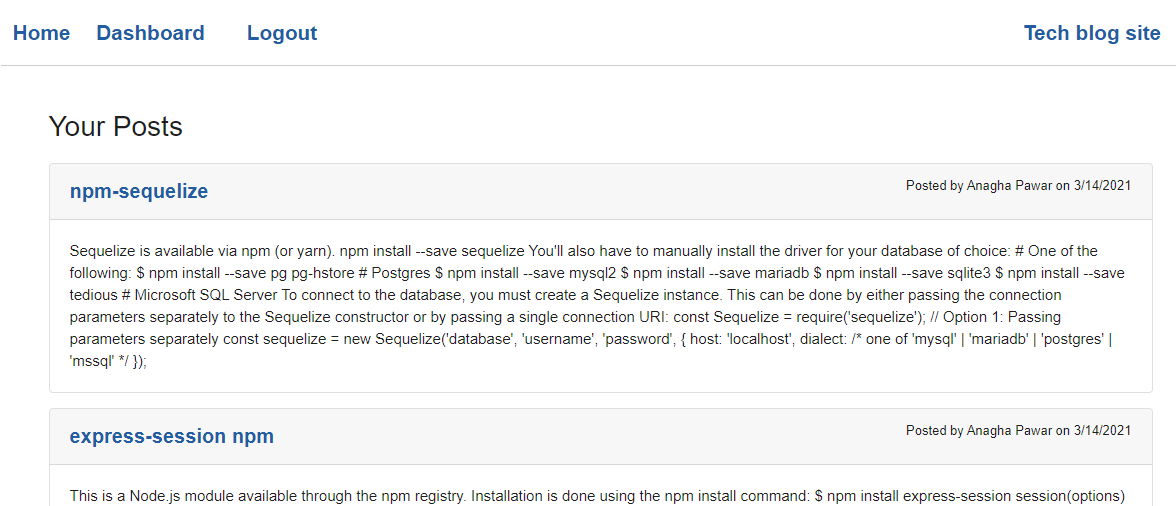 Home Dashboard Logout Tech blog site
Your Posts
npm-sequelize Posted by Anagha Pawar on 3/14/2021
Sequelize is available via npm (or yarn). npm install --save sequelize You'll also have to manually install the driver for your database of choice: # One of the
following: $ npm install --save pg pg-hstore # Postgres $ npm install --save mysql2 $ npm install --save mariadb $ npm install --save sqlite3 $ npm install --save
tedious # Microsoft SQL Server To connect to the database, you must create a Sequelize instance. This can be done by either passing the connection
parameters separately to the Sequelize constructor or by passing a single connection URI: const Sequelize = require('sequelize'); // Option 1: Passing
parameters separately const sequelize = new Sequelize('database', 'username', 'password', { host: 'localhost', dialect: /* one of 'mysql' | 'mariadb' | 'postgres' |
'mssql' */ });
express-session npm Posted by Anagha Pawar on 3/14/2021
This is a Node.js module available through the npm registry. Installation is done using the npm install command: $ npm install express-session session(options)